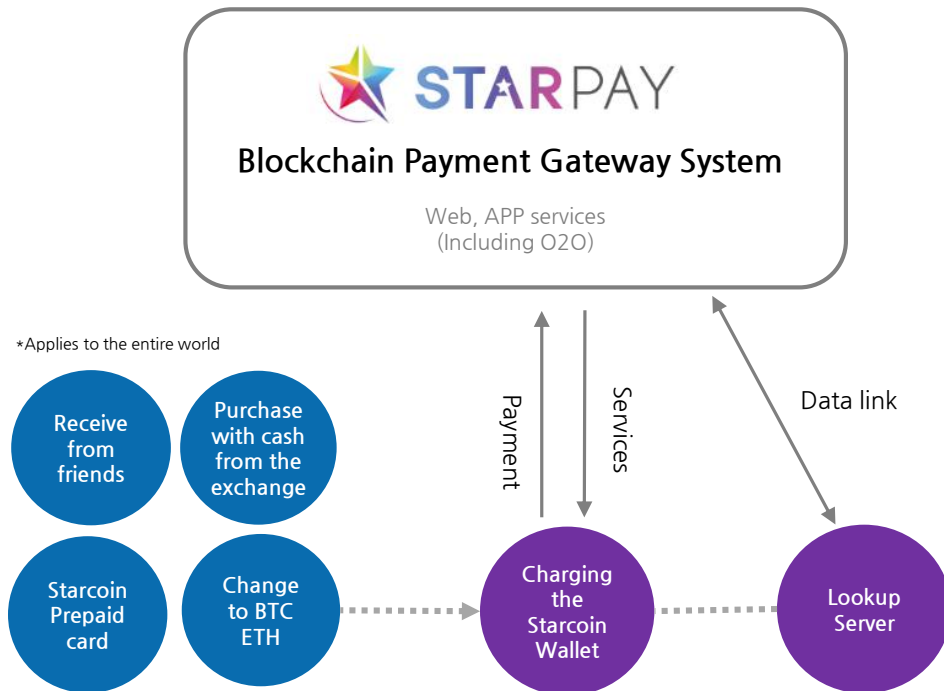 STARPAY
Blockchain Payment Gateway System
Web, APP services
(Including O2O)
*Applies to the entire world
Receive
from
friends
Purchase
with cash
from the
exchange
Payment
Services
Data link
Starcoin
Prepaid
card
Change
to BTC
ETH
Charging
the
Starcoin
Wallet
Lookup
Server